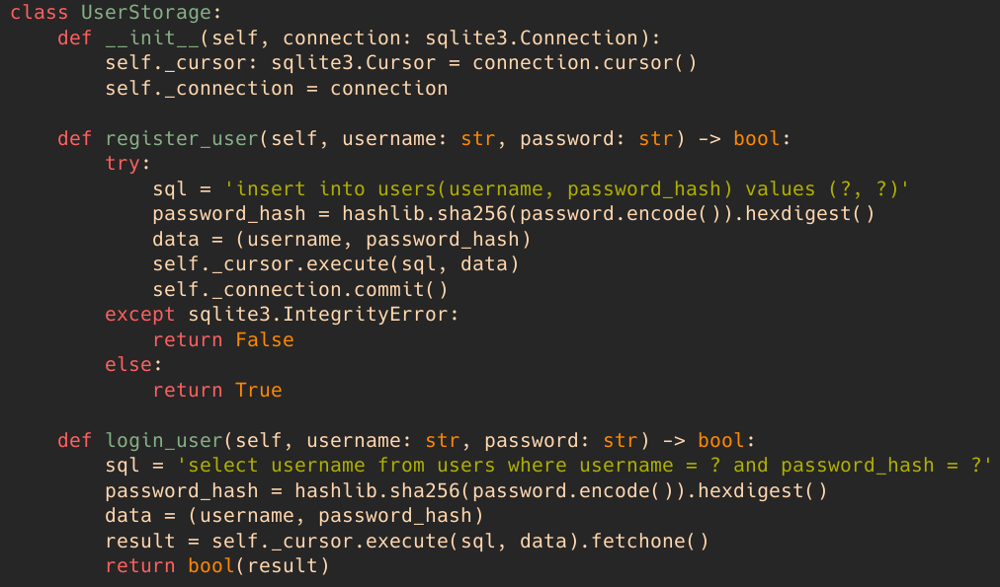 class UserStorage:
    def __init__(self, connection: sqlite3.Connection):
        self._cursor: sqlite3.Cursor = connection.cursor()
        self._connection = connection

    def register_user(self, username: str, password: str) -> bool:
        try:
            sql = 'insert into users(username, password_hash) values (?, ?)'
            password_hash = hashlib.sha256(password.encode()).hexdigest()
            data = (username, password_hash)
            self._cursor.execute(sql, data)
            self._connection.commit()
        except sqlite3.IntegrityError:
            return False
        else:
            return True

    def login_user(self, username: str, password: str) -> bool:
        sql = 'select username from users where username = ? and password_hash = ?'
        password_hash = hashlib.sha256(password.encode()).hexdigest()
        data = (username, password_hash)
        result = self._cursor.execute(sql, data).fetchone()
        return bool(result)